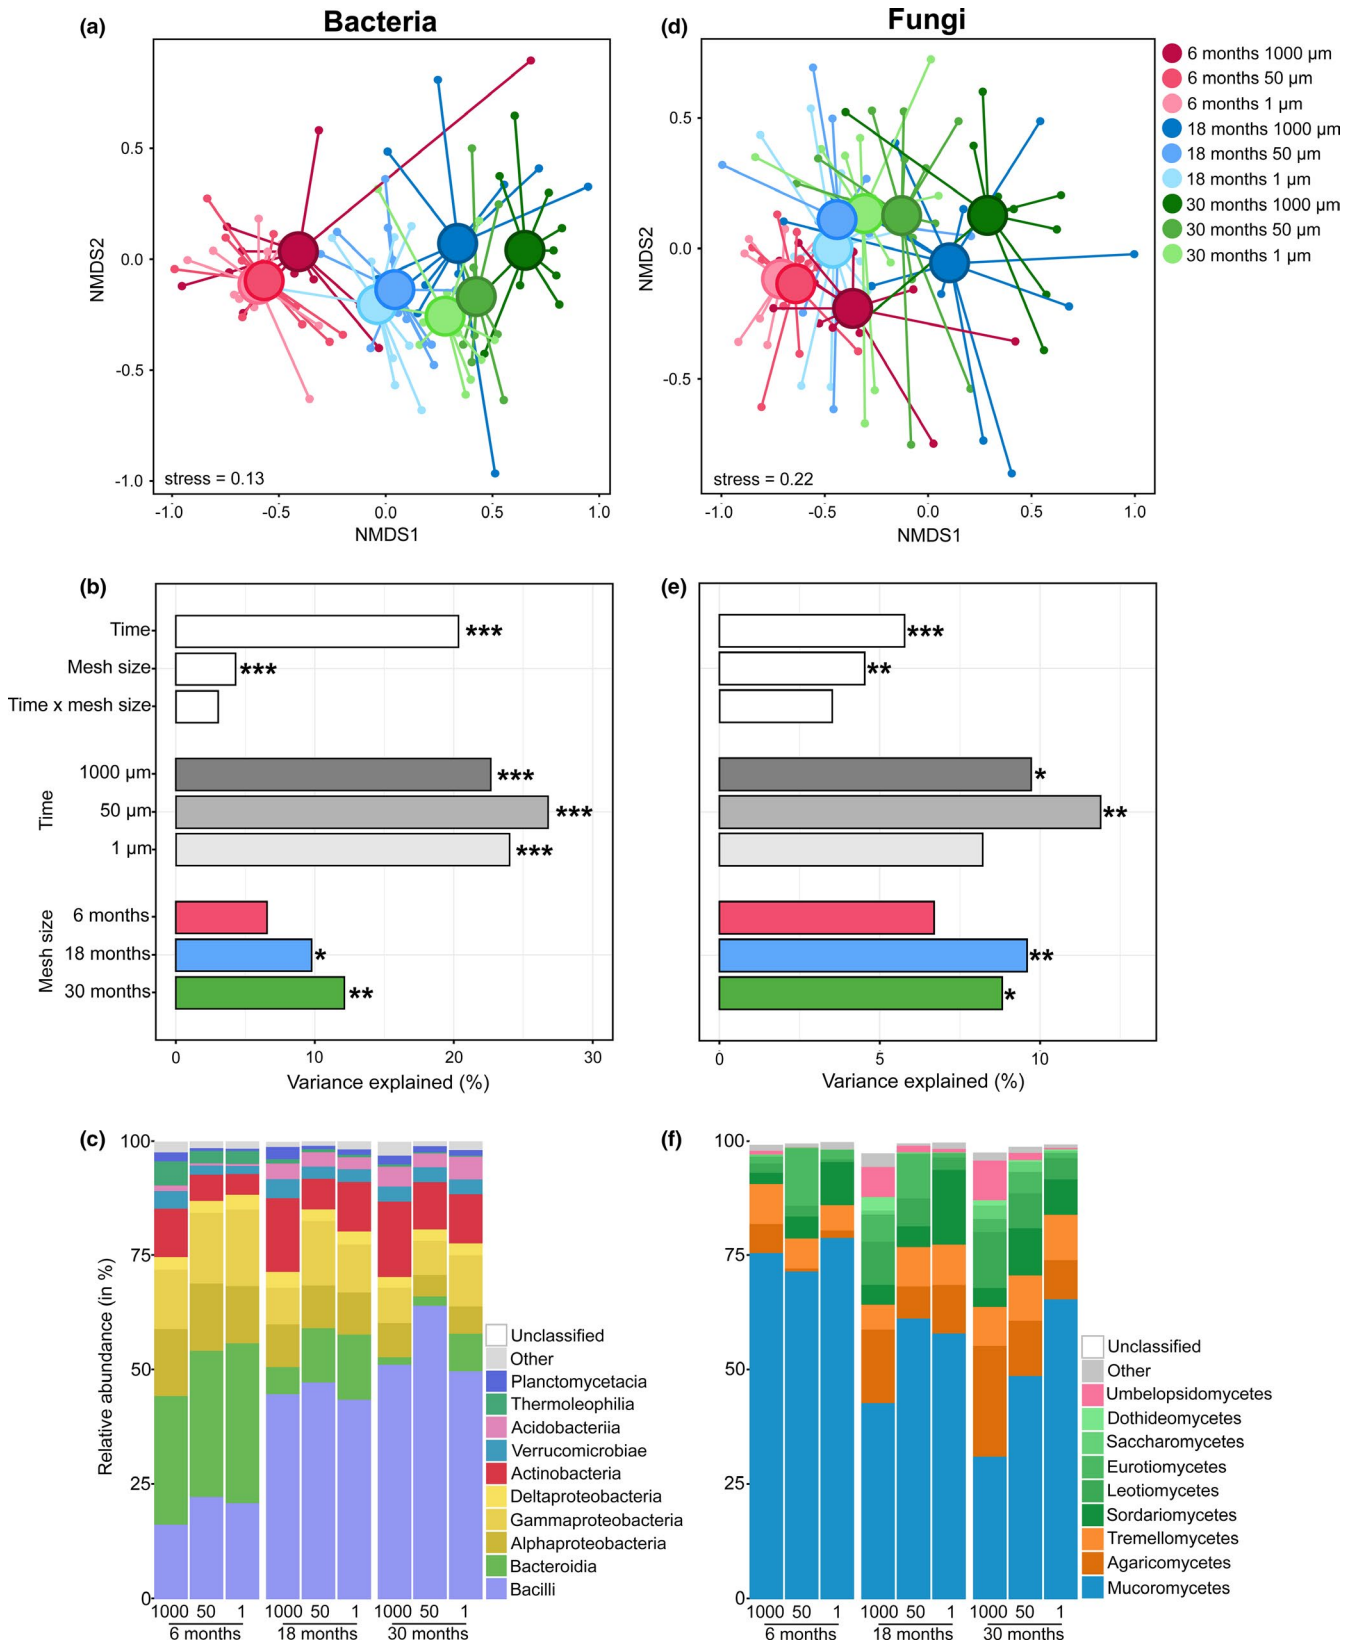 (a) Bacteria
NMDS2
0.5
0.0
-0.5
-1.0
stress = 0.13
-1.0 -0.5 0.0 0.5 1.0
NMDS1
(d) Fungi
NMDS2
0.5
0.0
-0.5
stress = 0.22
-1.0 -0.5 0.0 0.5 1.0
NMDS1
6 months 1000 µm
6 months 50 µm
6 months 1 µm
18 months 1000 µm
18 months 50 µm
18 months 1 µm
30 months 1000 µm
30 months 50 µm
30 months 1 µm
(b)
Time ***
Mesh size ***
Time x mesh size
Time
1000 µm ***
50 µm ***
1 µm ***
Mesh size
6 months
18 months *
30 months **
0 10 20 30
Variance explained (%)
(e)
***
**
*
**
**
*
0 5 10
Variance explained (%)
(c)
Relative abundance (in %)
100
75
50
25
0
1000 50 1 1000 50 1 1000 50 1
6 months 18 months 30 months
Unclassified
Other
Planctomycetacia
Thermoleophilia
Acidobacteriia
Verrucomicrobiae
Actinobacteria
Deltaproteobacteria
Gammaproteobacteria
Alphaproteobacteria
Bacteroidia
Bacilli
(f)
100
75
50
25
0
1000 50 1 1000 50 1 1000 50 1
6 months 18 months 30 months
Unclassified
Other
Umbelopsidomycetes
Dothideomycetes
Saccharomycetes
Eurotiomycetes
Leotiomycetes
Sordariomycetes
Tremellomycetes
Agaricomycetes
Mucoromycetes